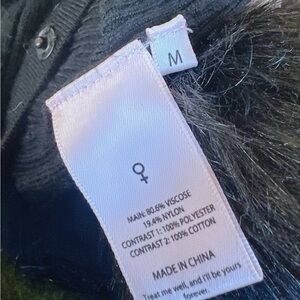 M
MAIN: 80.6% VISCOSE
19.4% NYLON
CONTRAST 1: 100% POLYESTER
CONTRAST 2: 100% COTTON
MADE IN CHINA
Treat me well, and i'll be yours
forever.